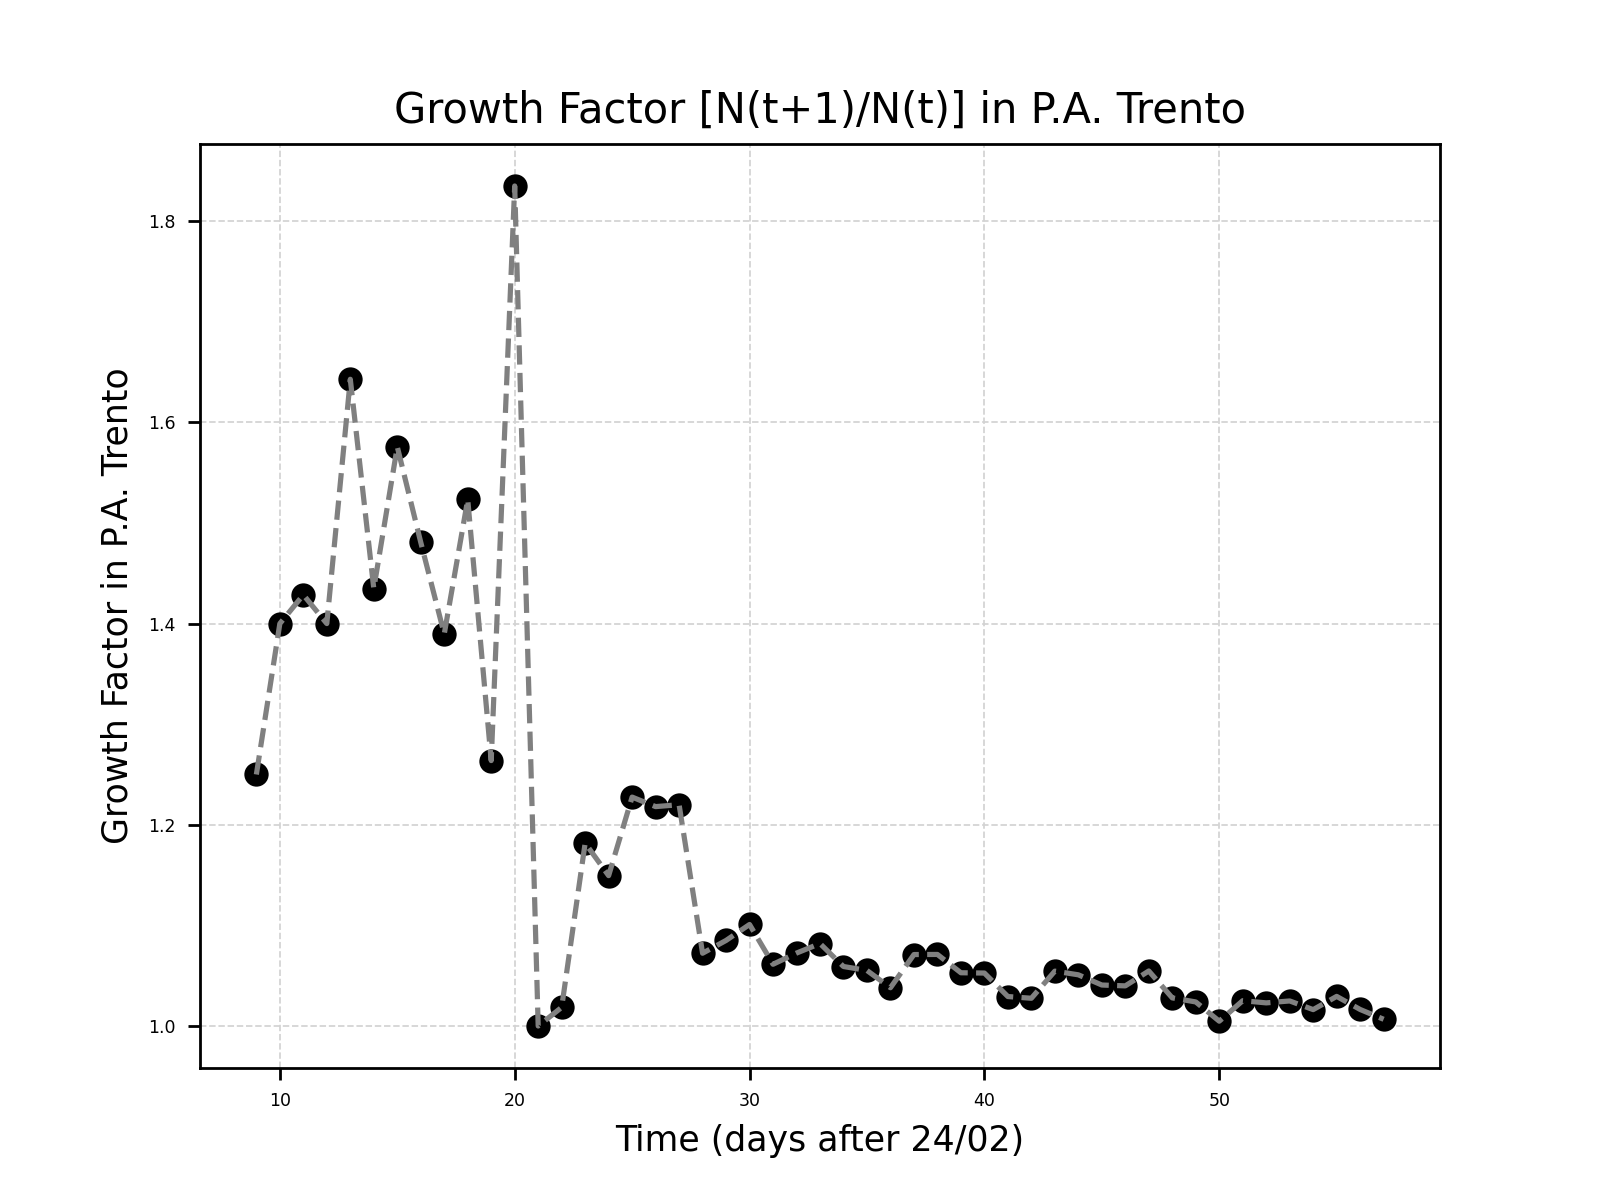 Growth Factor [N(t+1)/N(t)] in P.A. Trento
Growth Factor in P.A. Trento
1.8
1.6
1.4
1.2
1.0
10 20 30 40 50
Time (days after 24/02)